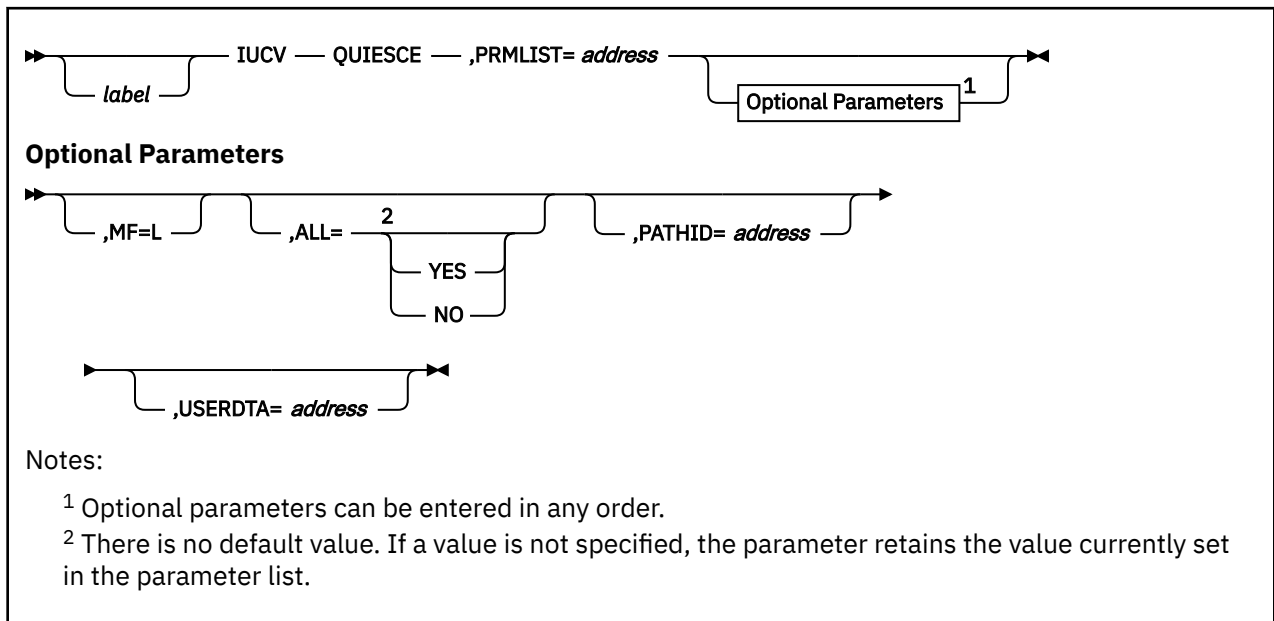 label IUCV QUIESCE ,PRMLIST= address Optional Parameters 1
Optional Parameters
,MF=L ,ALL= 2 YES NO ,PATHID= address
,USERDTA= address
Notes:
1 Optional parameters can be entered in any order.
2 There is no default value. If a value is not specified, the parameter retains the value currently set
in the parameter list.